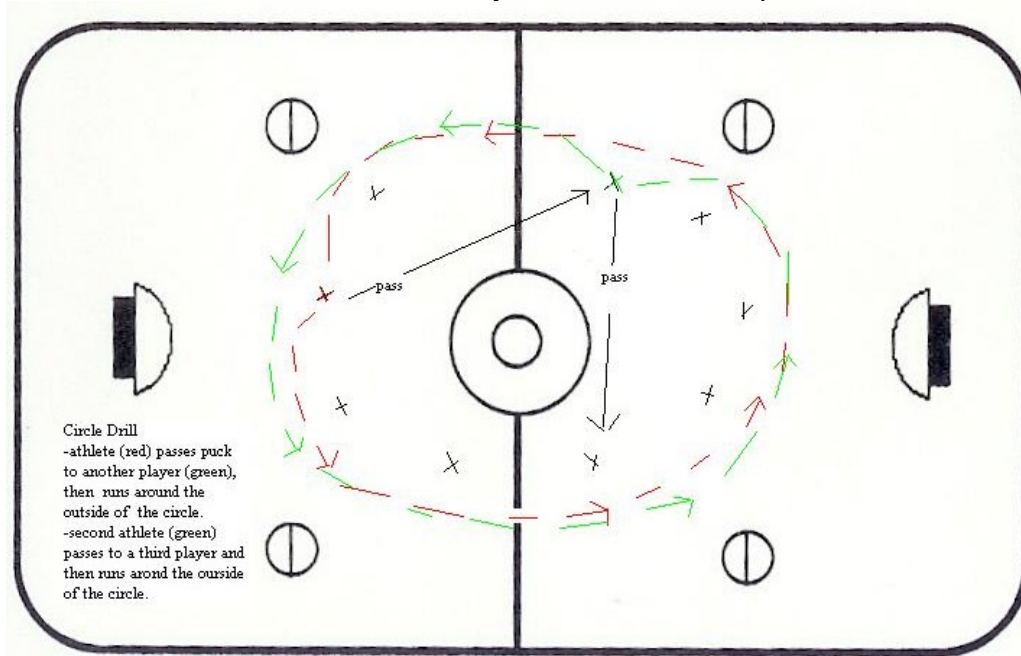 pass
pass
Circle Drill
-athlete (red) passes puck
to another player (green),
then runs around the
outside of the circle.
-second athlete (green)
passes to a third player and
then runs arond the ourside
of the circle.